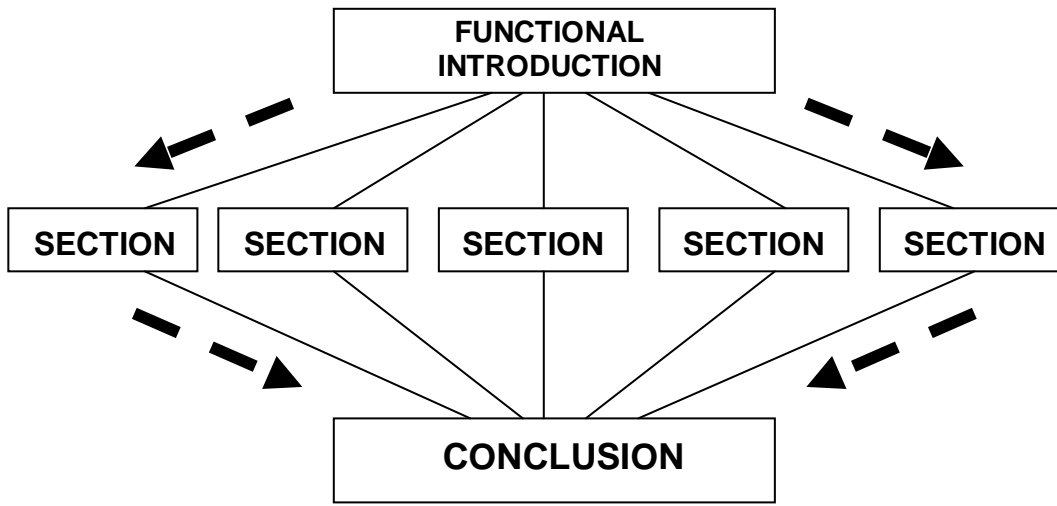 FUNCTIONAL
INTRODUCTION
SECTION
SECTION
SECTION
SECTION
SECTION
CONCLUSION